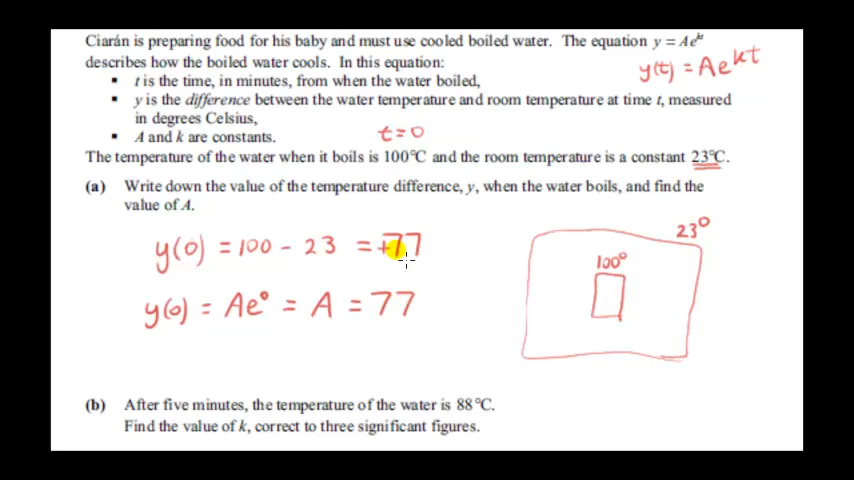 Ciarán is preparing food for his baby and must use cooled boiled water. The equation y = Ae^kt
describes how the boiled water cools. In this equation:
y(t) = Ae^kt
▪ t is the time, in minutes, from when the water boiled,
▪ y is the difference between the water temperature and room temperature at time t, measured
in degrees Celsius,
▪ A and k are constants.
t=0
The temperature of the water when it boils is 100°C and the room temperature is a constant 23°C.
(a) Write down the value of the temperature difference, y, when the water boils, and find the
value of A.
y(0) = 100 - 23 = +77
23°
100°
y(0) = Ae° = A = 77
(b) After five minutes, the temperature of the water is 88°C.
Find the value of k, correct to three significant figures.